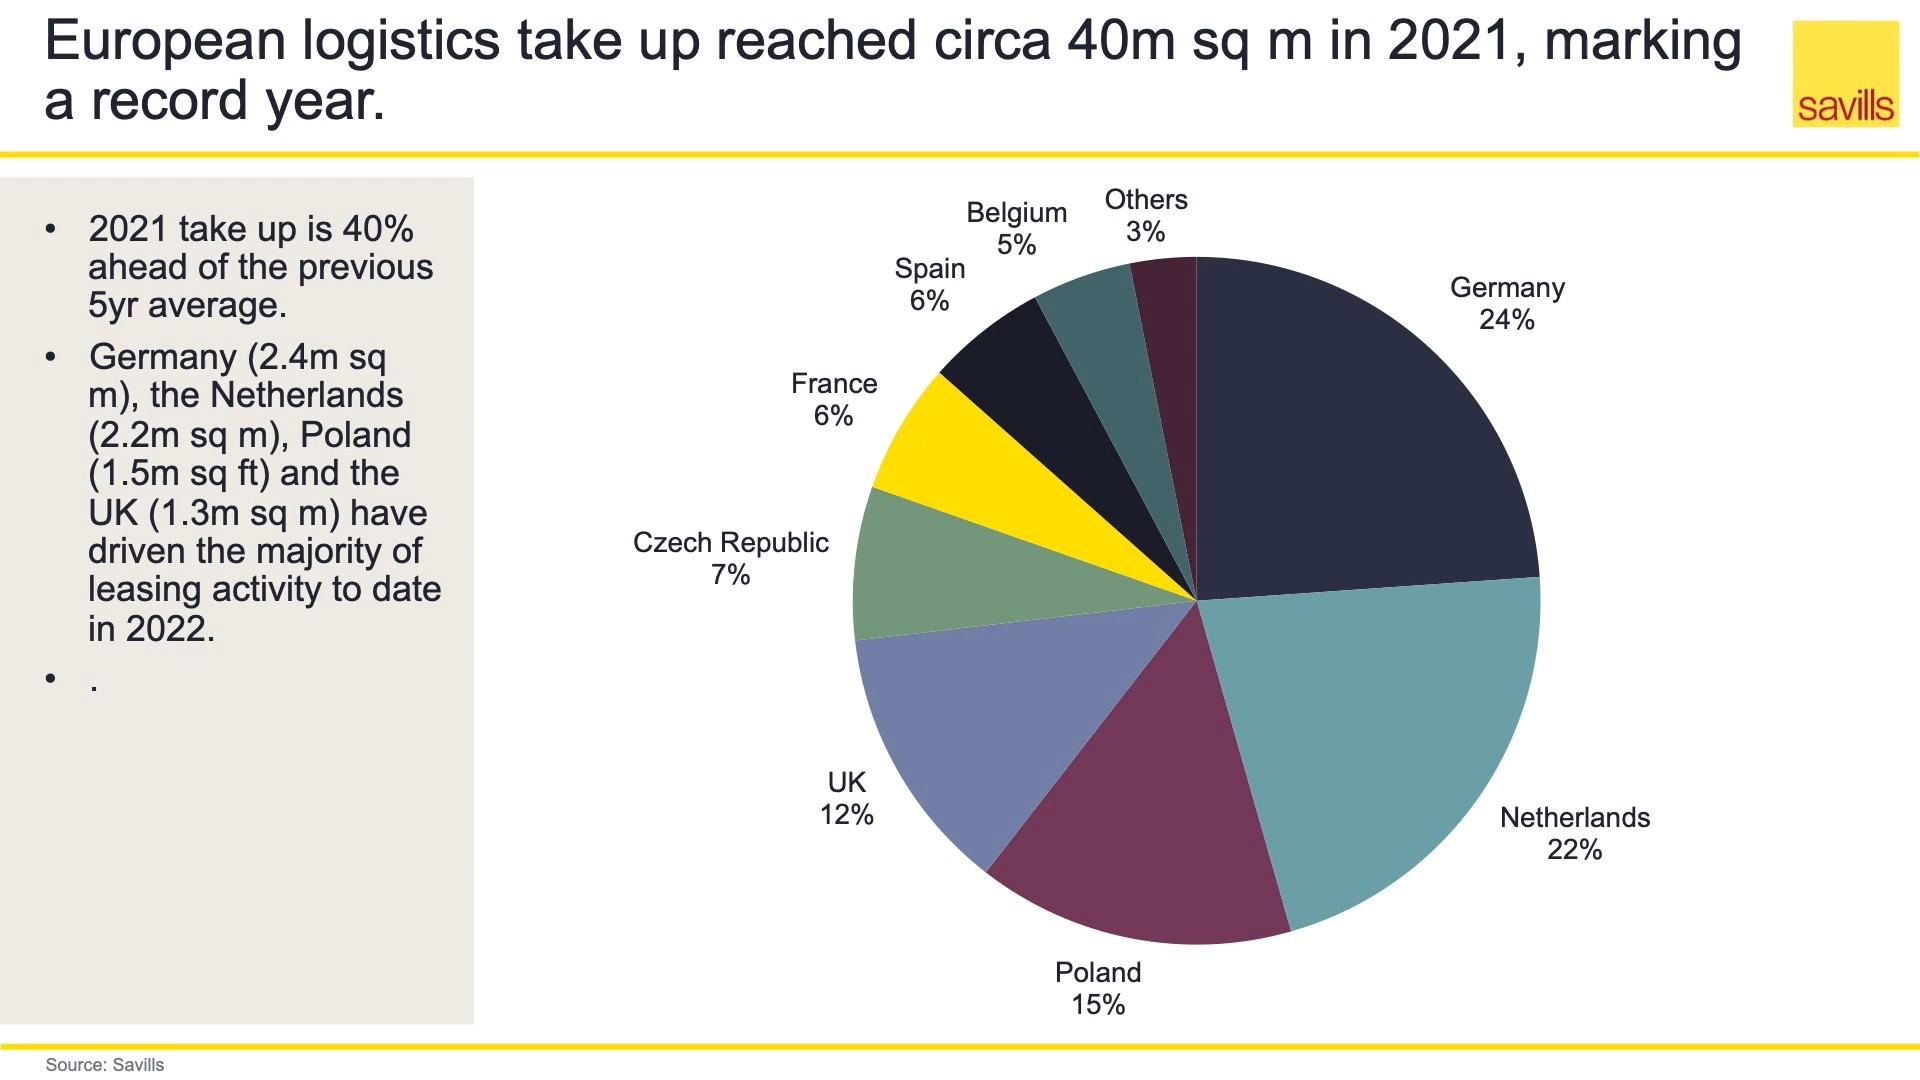 European logistics take up reached circa 40m sq m in 2021, marking
a record year.
savills
• 2021 take up is 40%
ahead of the previous
5yr average.
• Germany (2.4m sq
m), the Netherlands
(2.2m sq m), Poland
(1.5m sq ft) and the
UK (1.3m sq m) have
driven the majority of
leasing activity to date
in 2022.
• .
Others
3%
Belgium
5%
Spain
6%
Germany
24%
France
6%
Czech Republic
7%
UK
12%
Netherlands
22%
Poland
15%
Source: Savills